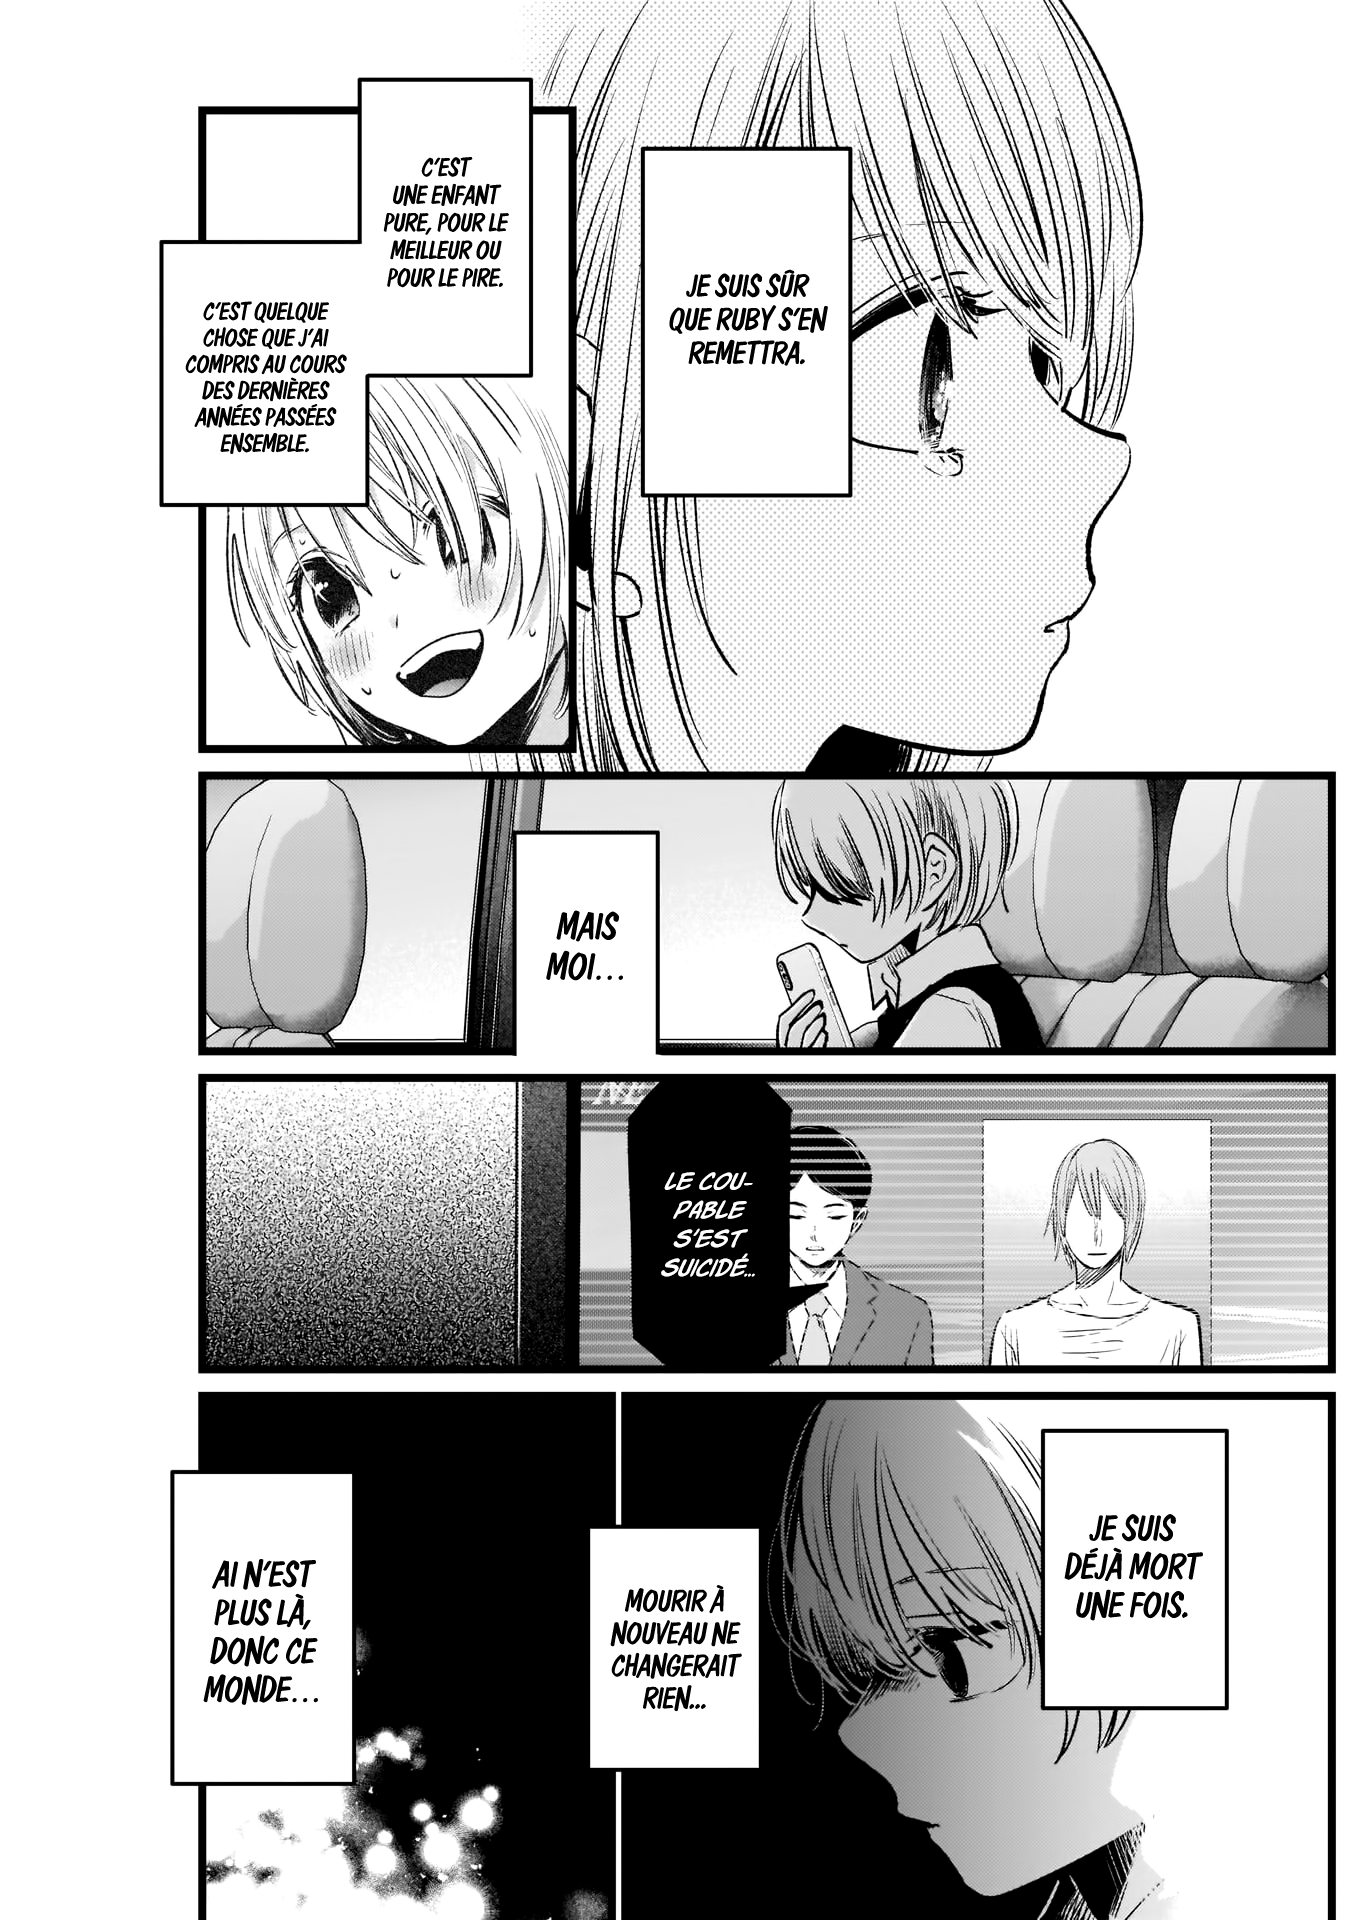 JE SUIS SÛR
QUE RUBY S'EN
REMETTRA.
C'EST
UNE ENFANT
PURE, POUR LE
MEILLEUR OU
POUR LE PIRE.
C'EST QUELQUE
CHOSE QUE J'AI
COMPRIS AU COURS
DES DERNIÈRES
ANNÉES PASSÉES
ENSEMBLE.
MAIS
MOI...
LE COU-
PABLE
S'EST
SUICIDÉ...
JE SUIS
DÉJÀ MORT
UNE FOIS.
MOURIR À
NOUVEAU NE
CHANGERAIT
RIEN...
AI N'EST
PLUS LÀ,
DONC CE
MONDE...